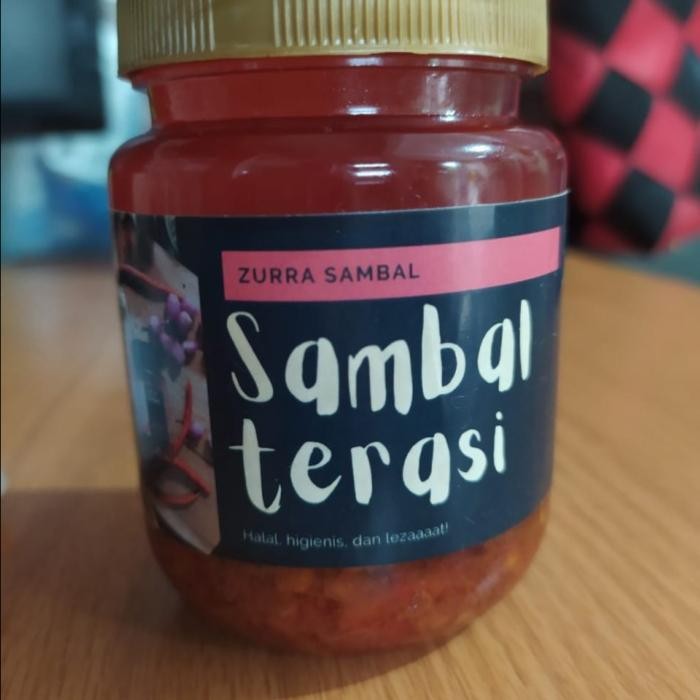 ZURRA SAMBAL
Sambal
terasi
Halal, higienis, dan lezaaaat!